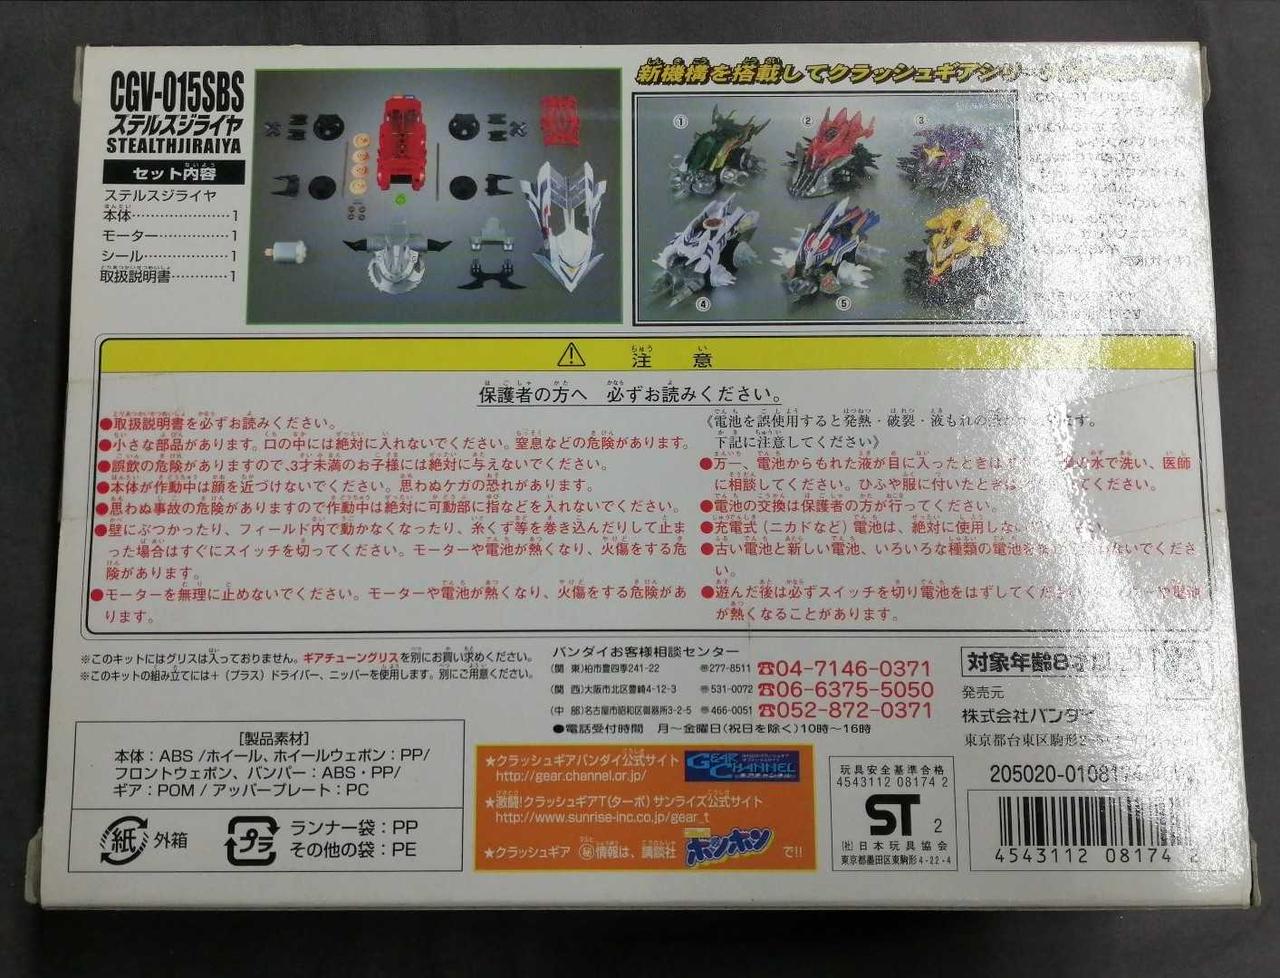 CGV-015SBS
ステルスジライヤ
STEALTHJIRAIYA
セット内容
ステルスジライヤ
本体……………1
モーター……………1
シール……………1
取扱説明書……………1
新機構を搭載してクラッシュギアシリーズ
① ② ③
④ ⑤ ⑥
注意
保護者の方へ 必ずお読みください。
●取扱説明書を必ずお読みください。
●小さな部品があります。口の中には絶対に入れないでください。窒息などの危険があります。
●誤飲の危険がありますので、3才未満のお子様には絶対に与えないでください。
●本体が作動中は顔を近づけないでください。思わぬケガの恐れがあります。
●思わぬ事故の危険がありますので作動中は絶対に可動部に指などを入れないでください。
●壁にぶつかったり、フィールド内で動かなくなったり、糸くず等を巻き込んだりして止ま
った場合はすぐにスイッチを切ってください。モーターや電池が熱くなり、火傷をする危
険があります。
●モーターを無理に止めないでください。モーターや電池が熱くなり、火傷をする危険があ
ります。
《電池を誤使用すると発熱・破裂・液もれの
下記に注意してください》
●万一、電池からもれた液が目に入ったときは 水で洗い、医師
に相談してください。ひふや服に付いたときは ください。
●電池の交換は保護者の方が行ってください。
●充電式(ニカドなど)電池は、絶対に使用しない
●古い電池と新しい電池、いろいろな種類の電池を ないでくださ
い。
●遊んだ後は必ずスイッチを切り電池をはずしてくだ
が熱くなることがあります。
※このキットにはグリスは入っておりません。ギアチューングリスを別にお買い求めください。
※このキットの組み立てには+(プラス)ドライバー、ニッパーを使用します。別にご用意ください。
バンダイお客様相談センター
(関 東)柏市豊四季241-22 〒277-8511 ☎04-7146-0371
(関 西)大阪市北区豊崎4-12-3 〒531-0072 ☎06-6375-5050
(中 部)名古屋市昭和区御器所3-2-5 〒466-0051 ☎052-872-0371
●電話受付時間 月〜金曜日(祝日を除く)10時〜16時
対象年齢8才以上
発売元
株式会社バンダイ
東京都台東区駒形2-5-4
205020-0108174
[製品素材]
本体:ABS /ホイール、ホイールウェポン:PP/
フロントウェポン、バンパー:ABS・PP/
ギア:POM / アッパープレート:PC
紙 外箱
プラ ランナー袋:PP
その他の袋:PE
★クラッシュギアバンダイ公式サイト
http://gear.channel.or.jp/
GEAR CHANNEL
ギアチャンネル
★激闘!クラッシュギアT(ターボ)サンライズ公式サイト
http://www.sunrise-inc.co.jp/gear_t
★クラッシュギア㊙情報は、講談社 ボンボン で!!
玩具安全基準合格
4543112 08174 2
ST 2
(社)日本玩具協会
東京都墨田区東駒形4-22-4
4543112 08174 2